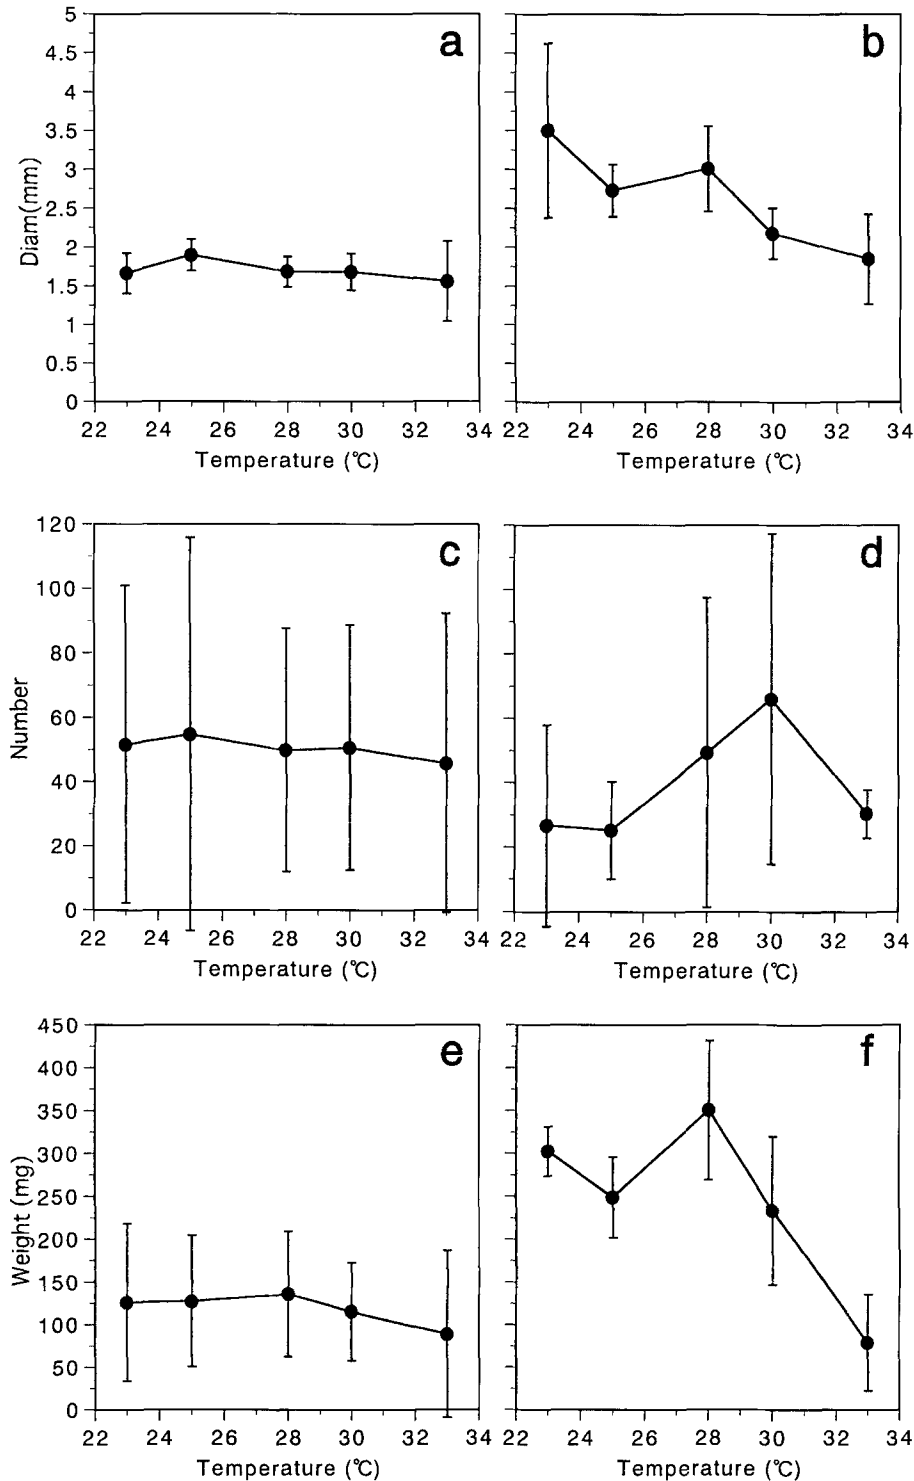 a
5
4.5
4
3.5
3
2.5
2
1.5
1
0.5
0
Diam(mm)
22 24 26 28 30 32 34
Temperature (℃)
b
22 24 26 28 30 32 34
Temperature (℃)
c
120
100
80
60
40
20
0
Number
22 24 26 28 30 32 34
Temperature (℃)
d
22 24 26 28 30 32 34
Temperature (℃)
e
450
400
350
300
250
200
150
100
50
0
Weight (mg)
22 24 26 28 30 32 34
Temperature (℃)
f
22 24 26 28 30 32 34
Temperature (℃)